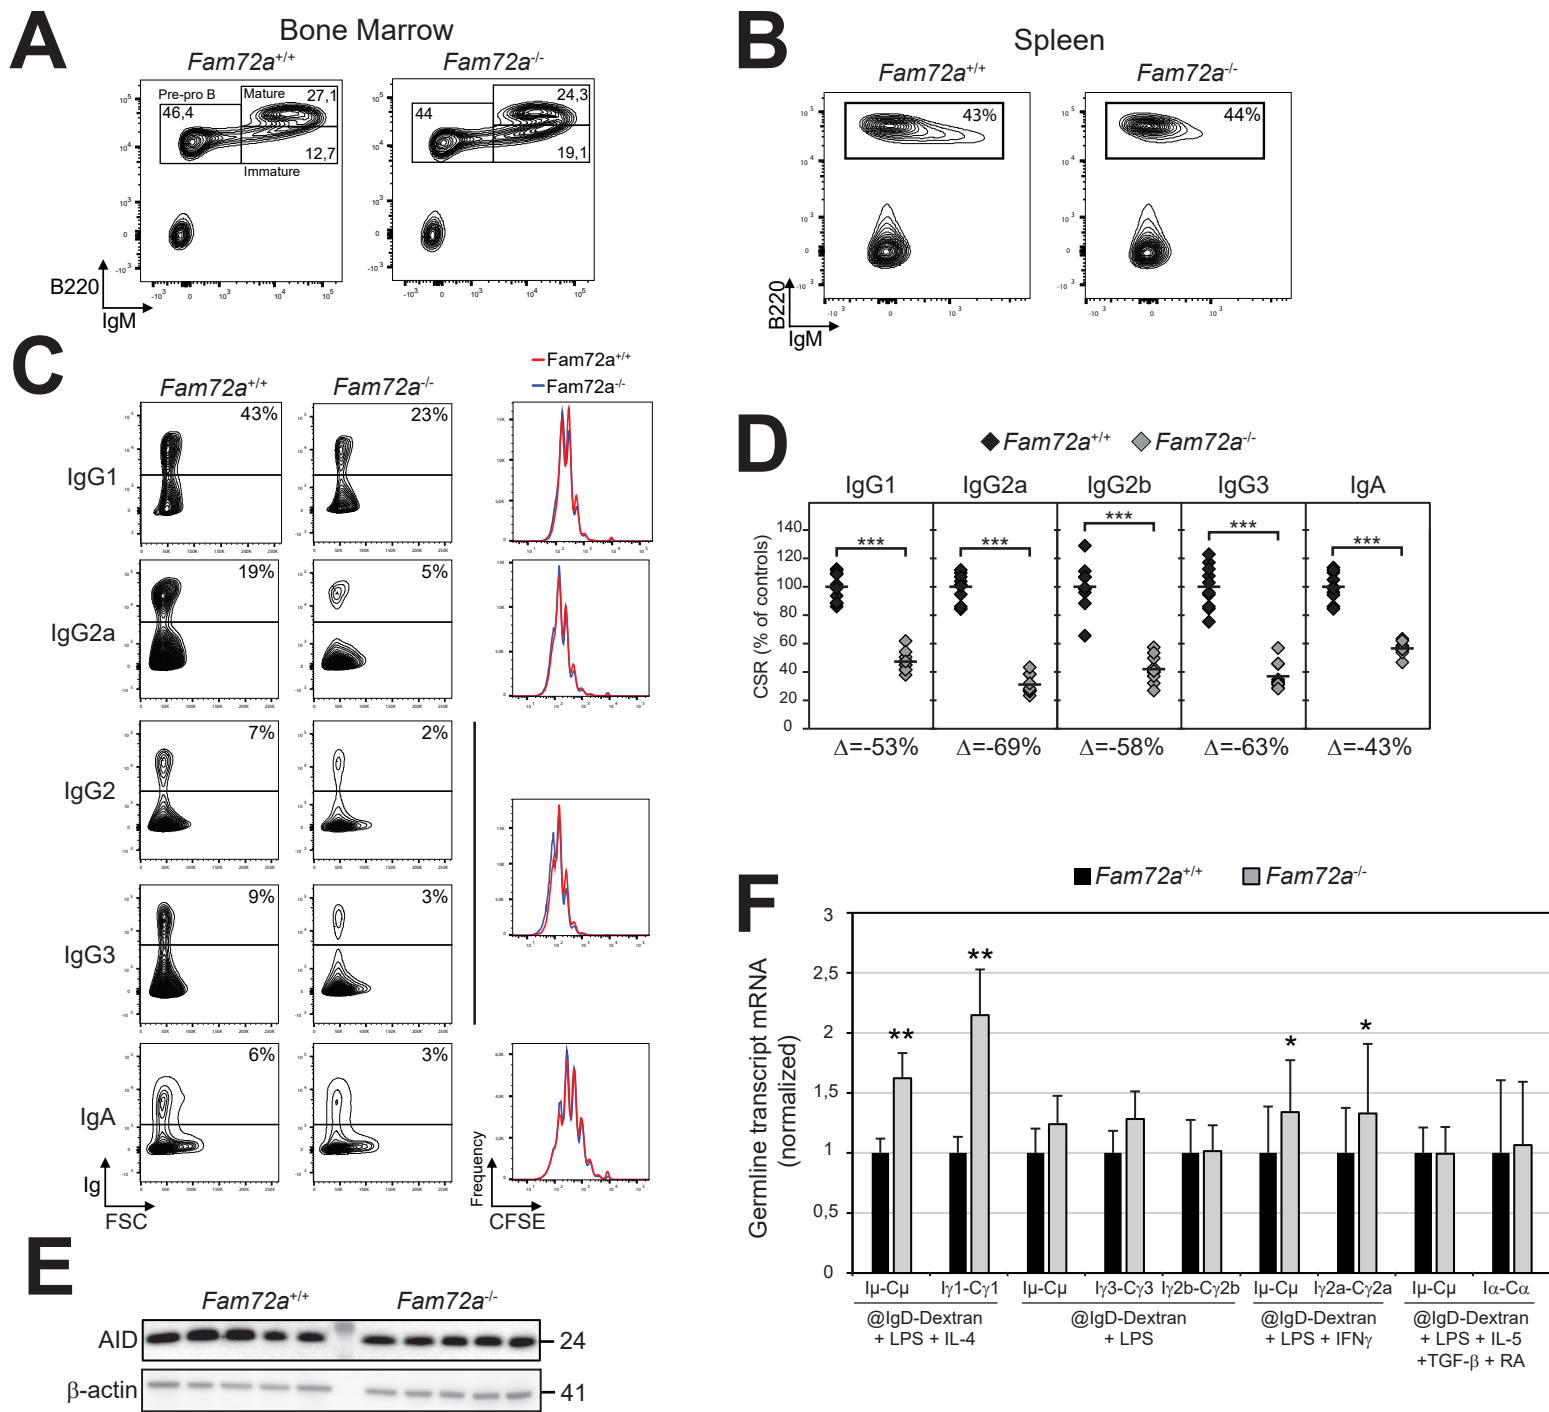 A
Bone Marrow
Fam72a+/+
Fam72a-/-
Pre-pro B
Mature
27,1
46,4
12,7
Immature
24,3
44
19,1
B220
IgM
B
Spleen
Fam72a+/+
Fam72a-/-
43%
44%
B220
IgM
C
Fam72a+/+
Fam72a-/-
Fam72a+/+
Fam72a-/-
IgG1
43%
23%
IgG2a
19%
5%
IgG2
7%
2%
IgG3
9%
3%
IgA
6%
3%
Ig
FSC
Frequency
CFSE
D
Fam72a+/+
Fam72a-/-
IgG1
IgG2a
IgG2b
IgG3
IgA
CSR (% of controls)
140
120
100
80
60
40
20
0
***
***
***
***
***
Δ=-53%
Δ=-69%
Δ=-58%
Δ=-63%
Δ=-43%
E
Fam72a+/+
Fam72a-/-
AID
24
β-actin
41
F
Fam72a+/+
Fam72a-/-
Germline transcript mRNA
(normalized)
3
2,5
2
1,5
1
0,5
0
**
**
*
*
Iμ-Cμ
Iγ1-Cγ1
Iμ-Cμ
Iγ3-Cγ3
Iγ2b-Cγ2b
Iμ-Cμ
Iγ2a-Cγ2a
Iμ-Cμ
Iα-Cα
@IgD-Dextran
+ LPS + IL-4
@IgD-Dextran
+ LPS
@IgD-Dextran
+ LPS + IFNγ
@IgD-Dextran
+ LPS + IL-5
+TGF-β + RA